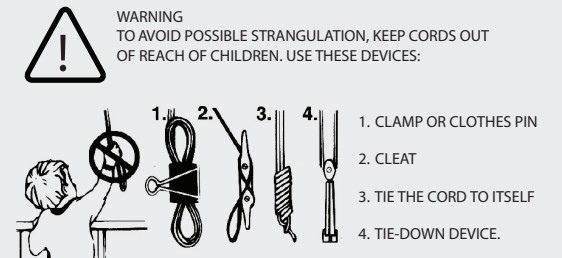 WARNING
TO AVOID POSSIBLE STRANGULATION, KEEP CORDS OUT
OF REACH OF CHILDREN. USE THESE DEVICES:
1. 2. 3. 4.
1. CLAMP OR CLOTHES PIN
2. CLEAT
3. TIE THE CORD TO ITSELF
4. TIE-DOWN DEVICE.